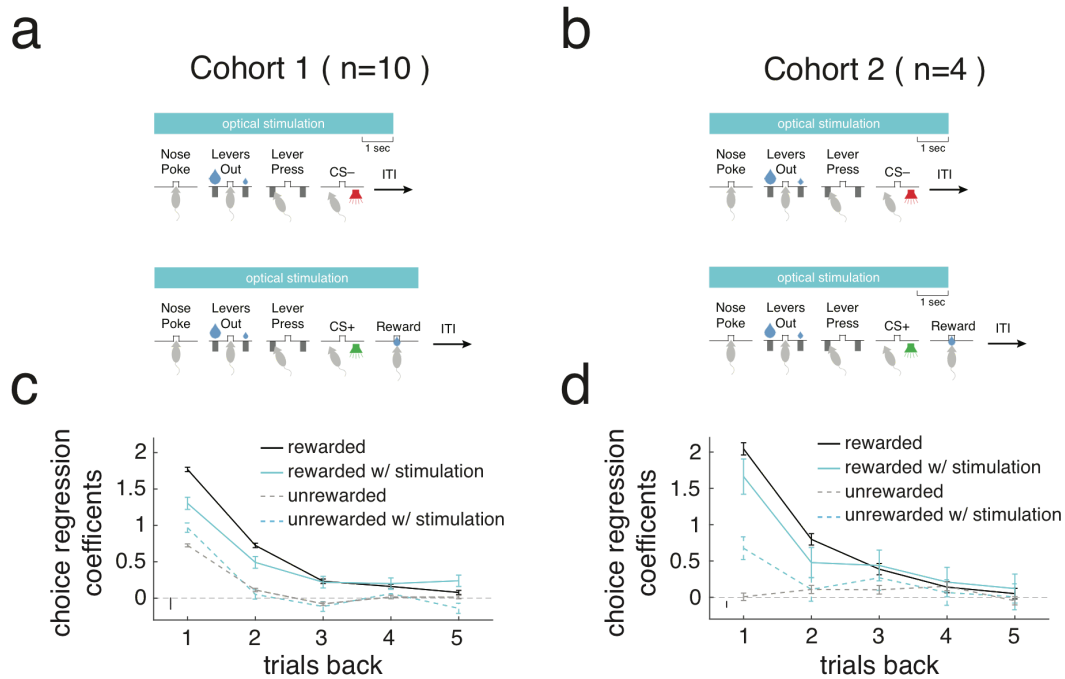 a
Cohort 1 ( n=10 )
optical stimulation
1 sec
Nose Poke
Levers Out
Lever Press
CS–
ITI
optical stimulation
Nose Poke
Levers Out
Lever Press
CS+
Reward
ITI
b
Cohort 2 ( n=4 )
optical stimulation
1 sec
Nose Poke
Levers Out
Lever Press
CS–
ITI
optical stimulation
1 sec
Nose Poke
Levers Out
Lever Press
CS+
Reward
ITI
c
choice regression
coefficents
2
1.5
1
0.5
0
rewarded
rewarded w/ stimulation
unrewarded
unrewarded w/ stimulation
1 2 3 4 5
trials back
d
choice regression
coefficents
2
1.5
1
0.5
0
rewarded
rewarded w/ stimulation
unrewarded
unrewarded w/ stimulation
1 2 3 4 5
trials back